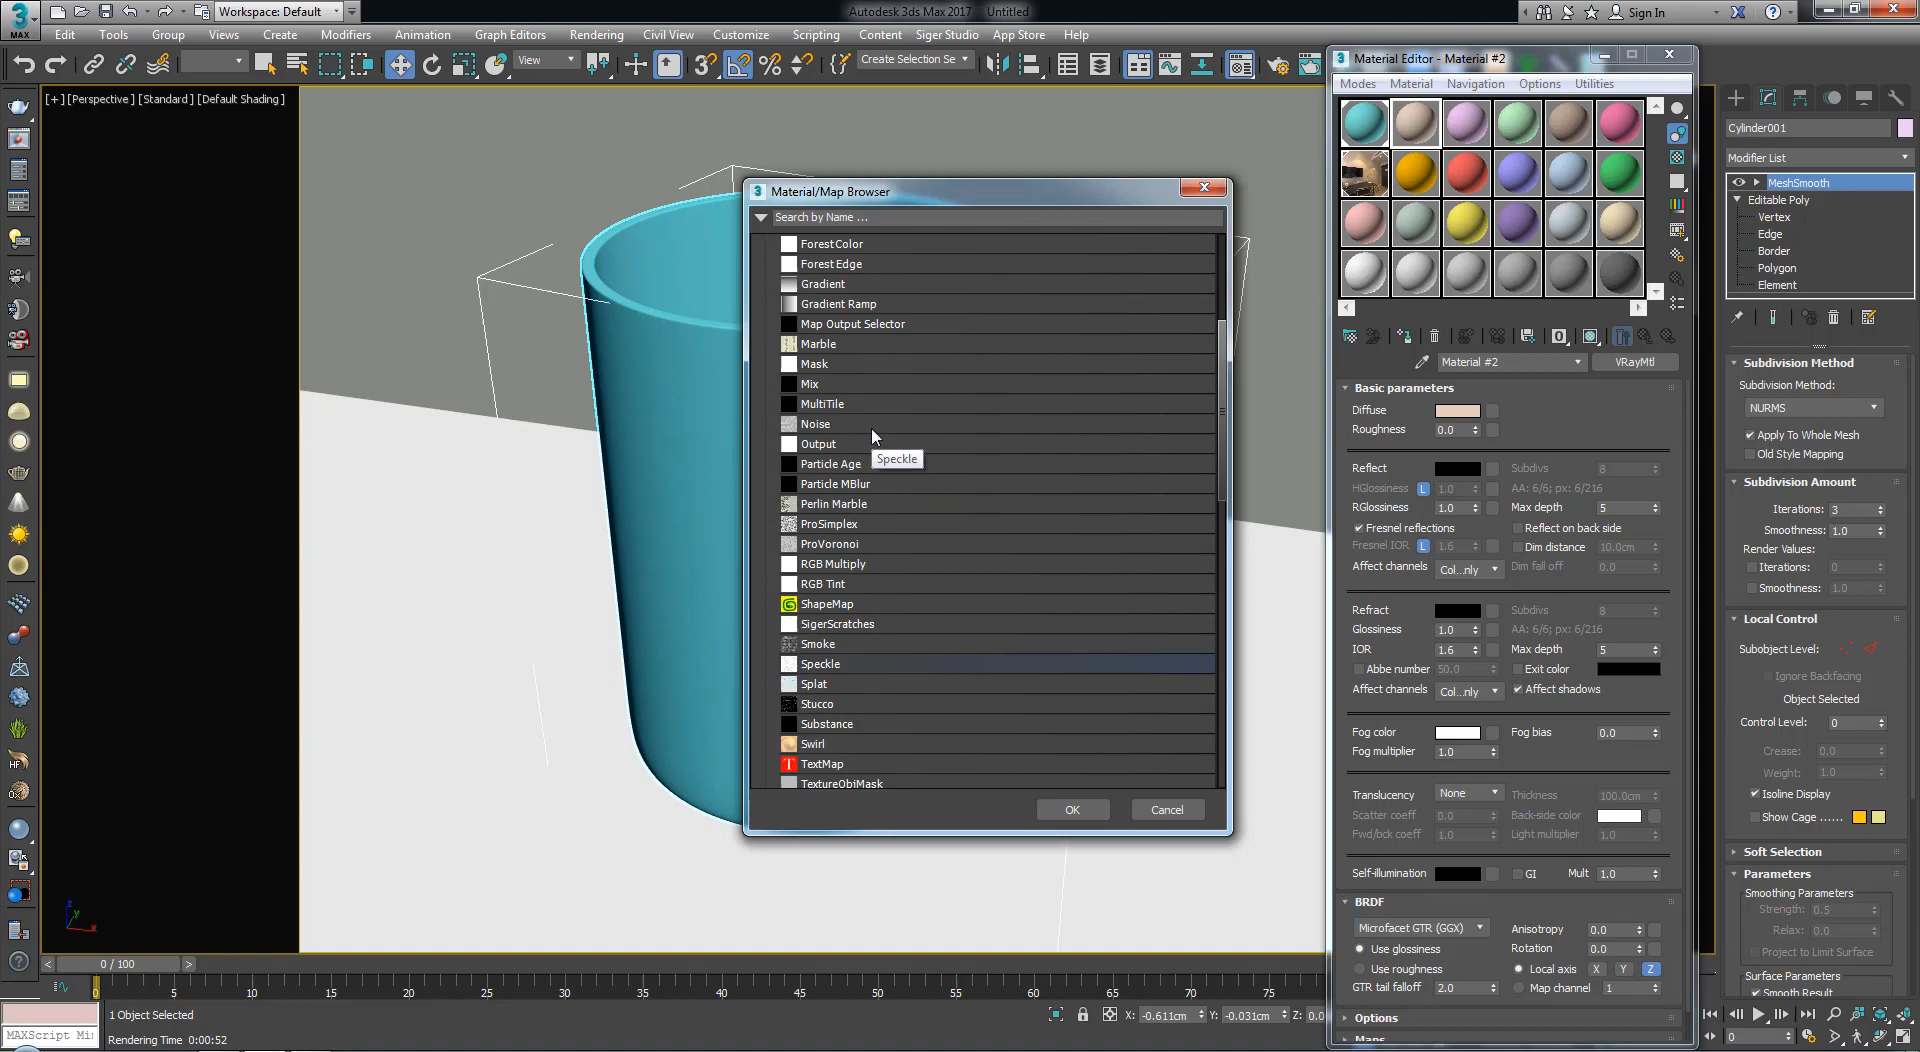 Workspace: Default
Autodesk 3ds Max 2017 Untitled
Sign In
MAX
Edit Tools Group Views Create Modifiers Animation Graph Editors Rendering Civil View Customize Scripting Content Siger Studio App Store Help
View
Create Selection Se
[+] [Perspective ] [Standard ] [Default Shading ]
Material/Map Browser
Search by Name ...
ForestColor
Forest Edge
Gradient
Gradient Ramp
Map Output Selector
Marble
Mask
Mix
MultiTile
Noise
Output
Particle Age
Speckle
Particle MBlur
Perlin Marble
ProSimplex
ProVoronoi
RGB Multiply
RGB Tint
ShapeMap
SigerScratches
Smoke
Speckle
Splat
Stucco
Substance
Swirl
T TextMap
TextureObjMask
OK Cancel
Material Editor - Material #2
Modes Material Navigation Options Utilities
Material #2 VRayMtl
Basic parameters
Diffuse
Roughness 0.0
Reflect Subdivs 8
HGlossiness L 1.0 AA: 6/6; px: 6/216
RGlossiness 1.0 Max depth 5
Fresnel reflections Reflect on back side
Fresnel IOR L 1.6 Dim distance 10.0cm
Affect channels Col...nly Dim fall off 0.0
Refract Subdivs 8
Glossiness 1.0 AA: 6/6; px: 6/216
IOR 1.6 Max depth 5
Abbe number 50.0 Exit color
Affect channels Col...nly Affect shadows
Fog color Fog bias 0.0
Fog multiplier 1.0
Translucency None Thickness 100.0cm
Scatter coeff 0.0 Back-side color
Fwd/bck coeff 1.0 Light multiplier 1.0
Self-illumination GI Mult 1.0
BRDF
Microfacet GTR (GGX) Anisotropy 0.0
Use glossiness Rotation 0.0
Use roughness Local axis X Y Z
GTR tail falloff 2.0 Map channel 1
Options
Maps
Cylinder001
Modifier List
MeshSmooth
Editable Poly
Vertex
Edge
Border
Polygon
Element
Subdivision Method
Subdivision Method:
NURMS
Apply To Whole Mesh
Old Style Mapping
Subdivision Amount
Iterations: 3
Smoothness: 1.0
Render Values:
Iterations: 0
Smoothness: 1.0
Local Control
Subobject Level:
Ignore Backfacing
Object Selected
Control Level: 0
Crease: 0.0
Weight: 1.0
Isoline Display
Show Cage ......
Soft Selection
Parameters
Smoothing Parameters
Strength: 0.5
Relax: 0.0
Project to Limit Surface
Surface Parameters
Smooth Result
HF
z y x
< 0 / 100 >
0 5 10 15 20 25 30 35 40 45 50 55 60 65 70 75
1 Object Selected
X: -0.611cm Y: -0.031cm Z: 0.0
MAXScript Mi
Rendering Time 0:00:52
0